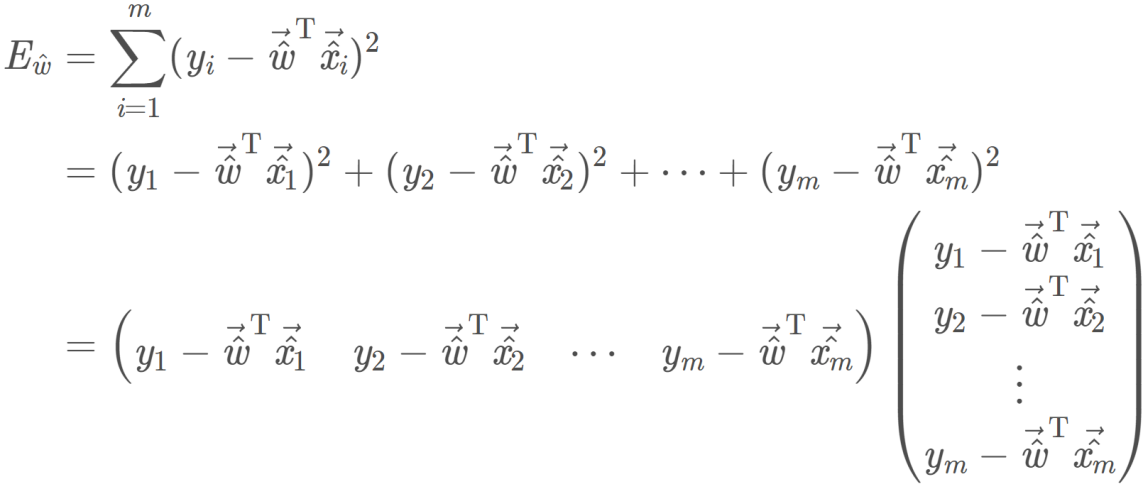 $E_{\hat{w}} = \sum_{i=1}^{m} (y_i - \vec{\hat{w}}^{\mathrm{T}} \vec{\hat{x}_i})^2$
$= (y_1 - \vec{\hat{w}}^{\mathrm{T}} \vec{\hat{x}_1})^2 + (y_2 - \vec{\hat{w}}^{\mathrm{T}} \vec{\hat{x}_2})^2 + \cdots + (y_m - \vec{\hat{w}}^{\mathrm{T}} \vec{\hat{x}_m})^2$
$= \begin{pmatrix} y_1 - \vec{\hat{w}}^{\mathrm{T}} \vec{\hat{x}_1} & y_2 - \vec{\hat{w}}^{\mathrm{T}} \vec{\hat{x}_2} & \cdots & y_m - \vec{\hat{w}}^{\mathrm{T}} \vec{\hat{x}_m} \end{pmatrix} \begin{pmatrix} y_1 - \vec{\hat{w}}^{\mathrm{T}} \vec{\hat{x}_1} \\ y_2 - \vec{\hat{w}}^{\mathrm{T}} \vec{\hat{x}_2} \\ \vdots \\ y_m - \vec{\hat{w}}^{\mathrm{T}} \vec{\hat{x}_m} \end{pmatrix}$